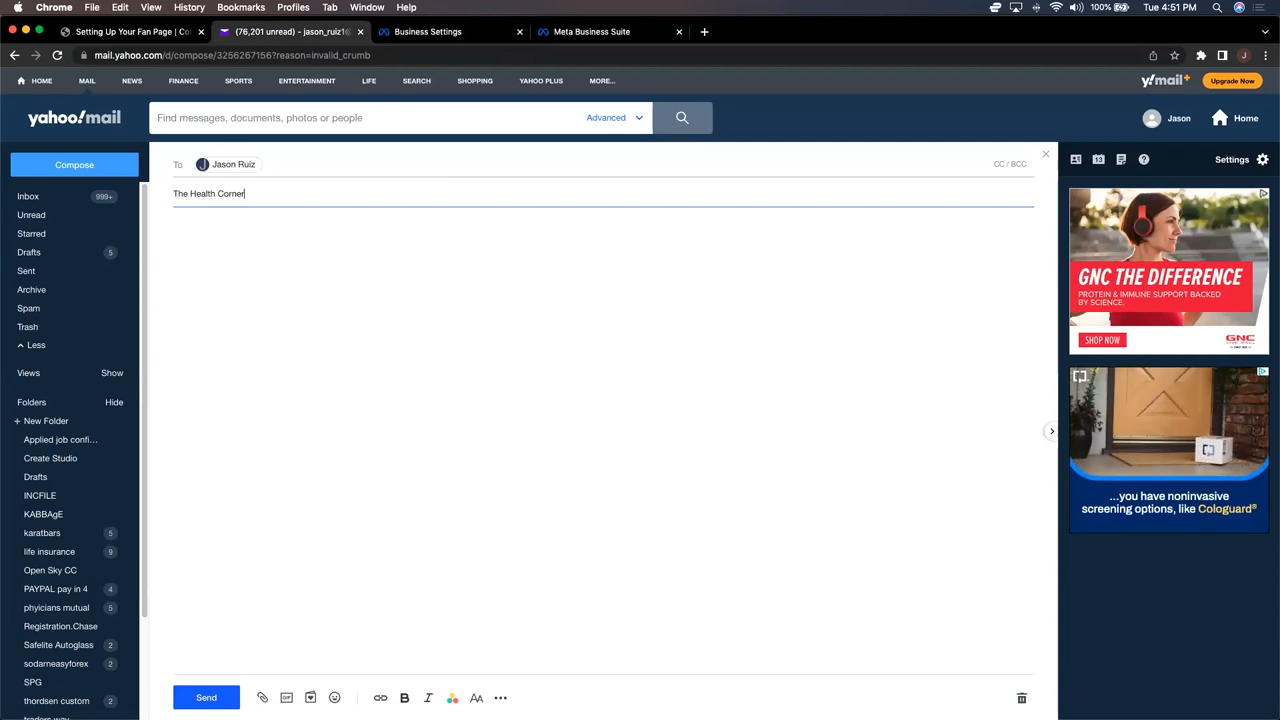 Chrome File Edit View History Bookmarks Profiles Tab Window Help 100% Tue 4:51 PM
Setting Up Your Fan Page | Co (76,201 unread) - jason_ruiz1@ Business Settings Meta Business Suite
mail.yahoo.com/d/compose/3256267156?reason=invalid_crumb J
HOME MAIL NEWS FINANCE SPORTS ENTERTAINMENT LIFE SEARCH SHOPPING YAHOO PLUS MORE... y!mail+ Upgrade Now
yahoo!mail Find messages, documents, photos or people Advanced Jason Home
Compose
To J Jason Ruiz CC / BCC
Settings
The Health Corner
Inbox 999+
Unread
Starred
Drafts 5
Sent
Archive
Spam
Trash
Less
Views Show
Folders Hide
+ New Folder
Applied job confi...
Create Studio
Drafts
INCFILE
KABBAgE
karatbars 5
life insurance 9
Open Sky CC
PAYPAL pay in 4 4
phyicians mutual 5
Registration.Chase
Safelite Autoglass 2
sodarneasyforex 2
SPG
thordsen custom 2
traders way
GNC THE DIFFERENCE
PROTEIN & IMMUNE SUPPORT BACKED
BY SCIENCE.
SHOP NOW
GNC
LIVE WELL
...you have noninvasive
screening options, like Cologuard®
Send GIF B I AA